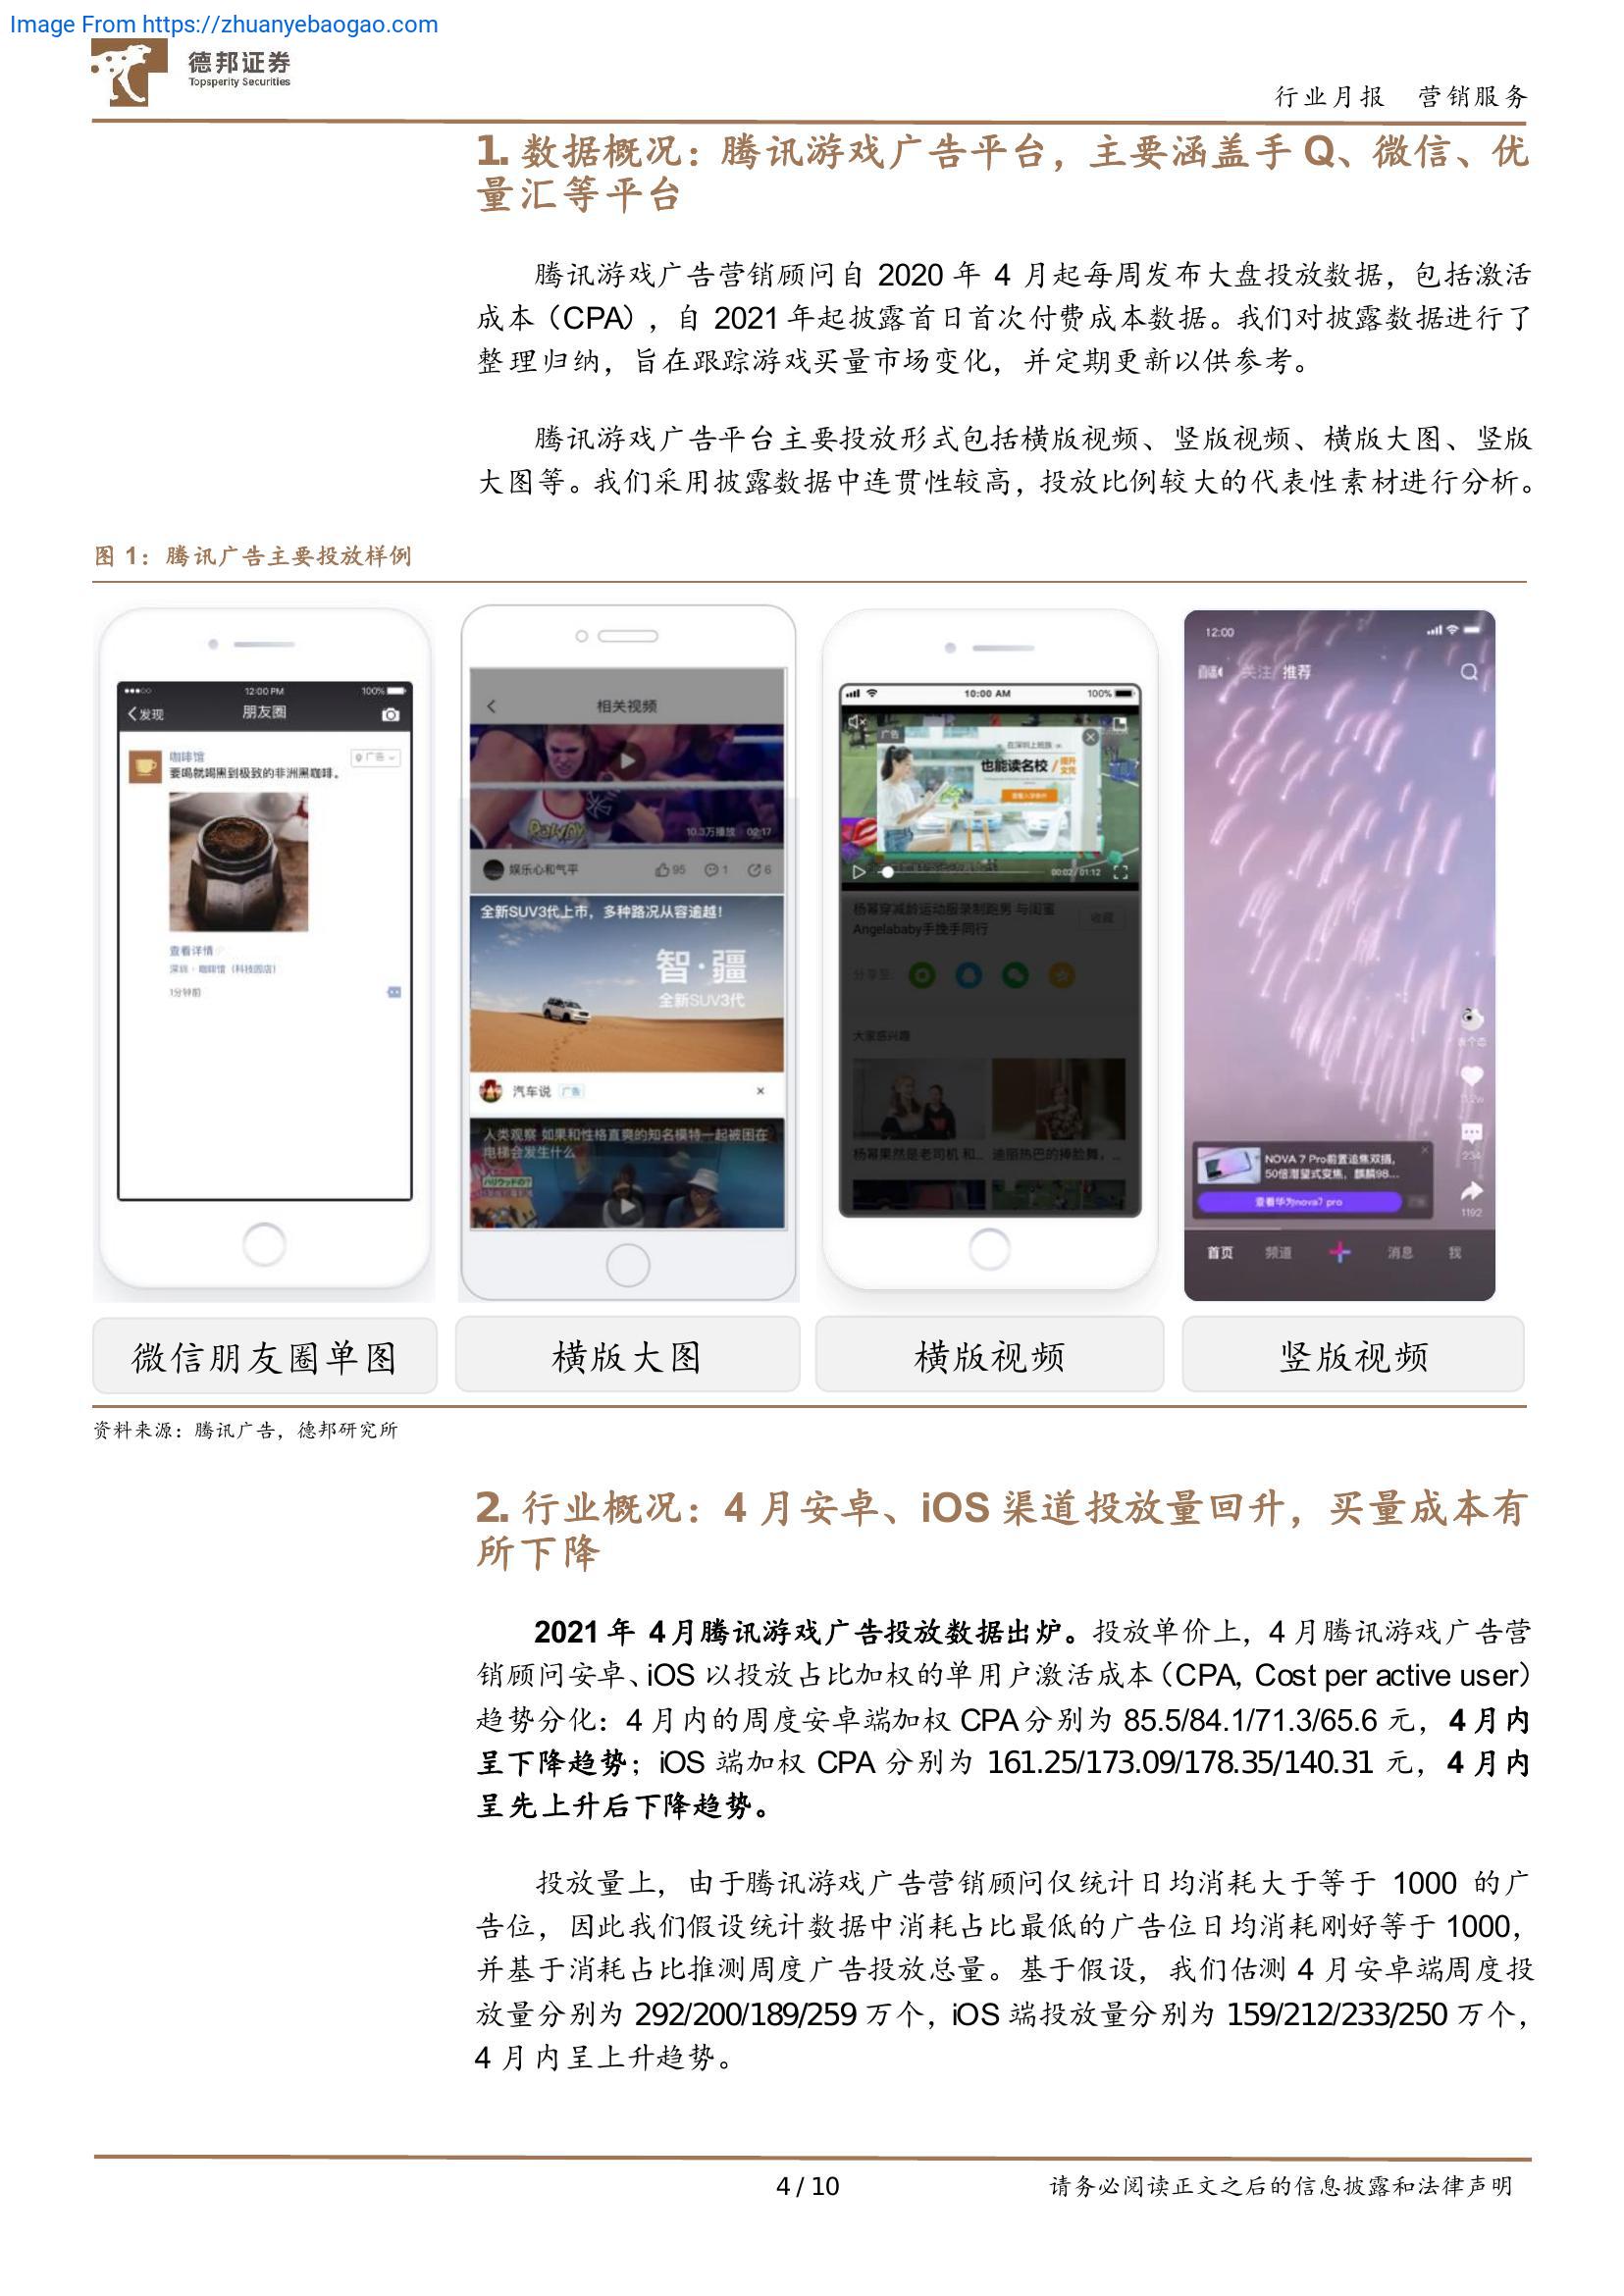 Image From https://zhuanyebaogao.com
德邦证券
Topsperity Securities
行业月报 营销服务
1. 数据概况：腾讯游戏广告平台，主要涵盖手 Q、微信、优
量汇等平台
腾讯游戏广告营销顾问自 2020 年 4 月起每周发布大盘投放数据，包括激活
成本（CPA），自 2021 年起披露首日首次付费成本数据。我们对披露数据进行了
整理归纳，旨在跟踪游戏买量市场变化，并定期更新以供参考。
腾讯游戏广告平台主要投放形式包括横版视频、竖版视频、横版大图、竖版
大图等。我们采用披露数据中连贯性较高，投放比例较大的代表性素材进行分析。
图 1：腾讯广告主要投放样例
12:00 PM 100%
发现 朋友圈
咖啡馆 广告
要喝就喝黑到极致的非洲黑咖啡。
查看详情
深圳·咖啡馆（科技园店）
1分钟前
相关视频
10.3万播放 02:17
娱乐心和气平 95 1 6
全新SUV3代上市，多种路况从容逾越！
智·疆
全新SUV3代
汽车说 广告 ×
人类观察 如果和性格直爽的知名模特一起被困在
电梯会发生什么
10:00 AM 100%
广告
在深圳上班族
也能读名校/提升文凭
00:02/01:12
杨幂穿减龄运动服录制跑男 与闺蜜
Angelababy手挽手同行
收藏
分享至
大家感兴趣
杨幂果然是老司机 和... 迪丽热巴的捧脸舞，...
12:00
直播 关注 推荐
234
NOVA 7 Pro前置追焦双摄，
50倍潜望式变焦，麒麟98...
查看华为nova7 pro
1192
首页 频道 消息 我
微信朋友圈单图
横版大图
横版视频
竖版视频
资料来源：腾讯广告，德邦研究所
2. 行业概况：4 月安卓、iOS 渠道投放量回升，买量成本有
所下降
2021 年 4 月腾讯游戏广告投放数据出炉。投放单价上，4 月腾讯游戏广告营
销顾问安卓、iOS 以投放占比加权的单用户激活成本（CPA, Cost per active user）
趋势分化：4 月内的周度安卓端加权 CPA 分别为 85.5/84.1/71.3/65.6 元，4 月内
呈下降趋势；iOS 端加权 CPA 分别为 161.25/173.09/178.35/140.31 元，4 月内
呈先上升后下降趋势。
投放量上，由于腾讯游戏广告营销顾问仅统计日均消耗大于等于 1000 的广
告位，因此我们假设统计数据中消耗占比最低的广告位日均消耗刚好等于 1000，
并基于消耗占比推测周度广告投放总量。基于假设，我们估测 4 月安卓端周度投
放量分别为 292/200/189/259 万个，iOS 端投放量分别为 159/212/233/250 万个，
4 月内呈上升趋势。
4 / 10
请务必阅读正文之后的信息披露和法律声明